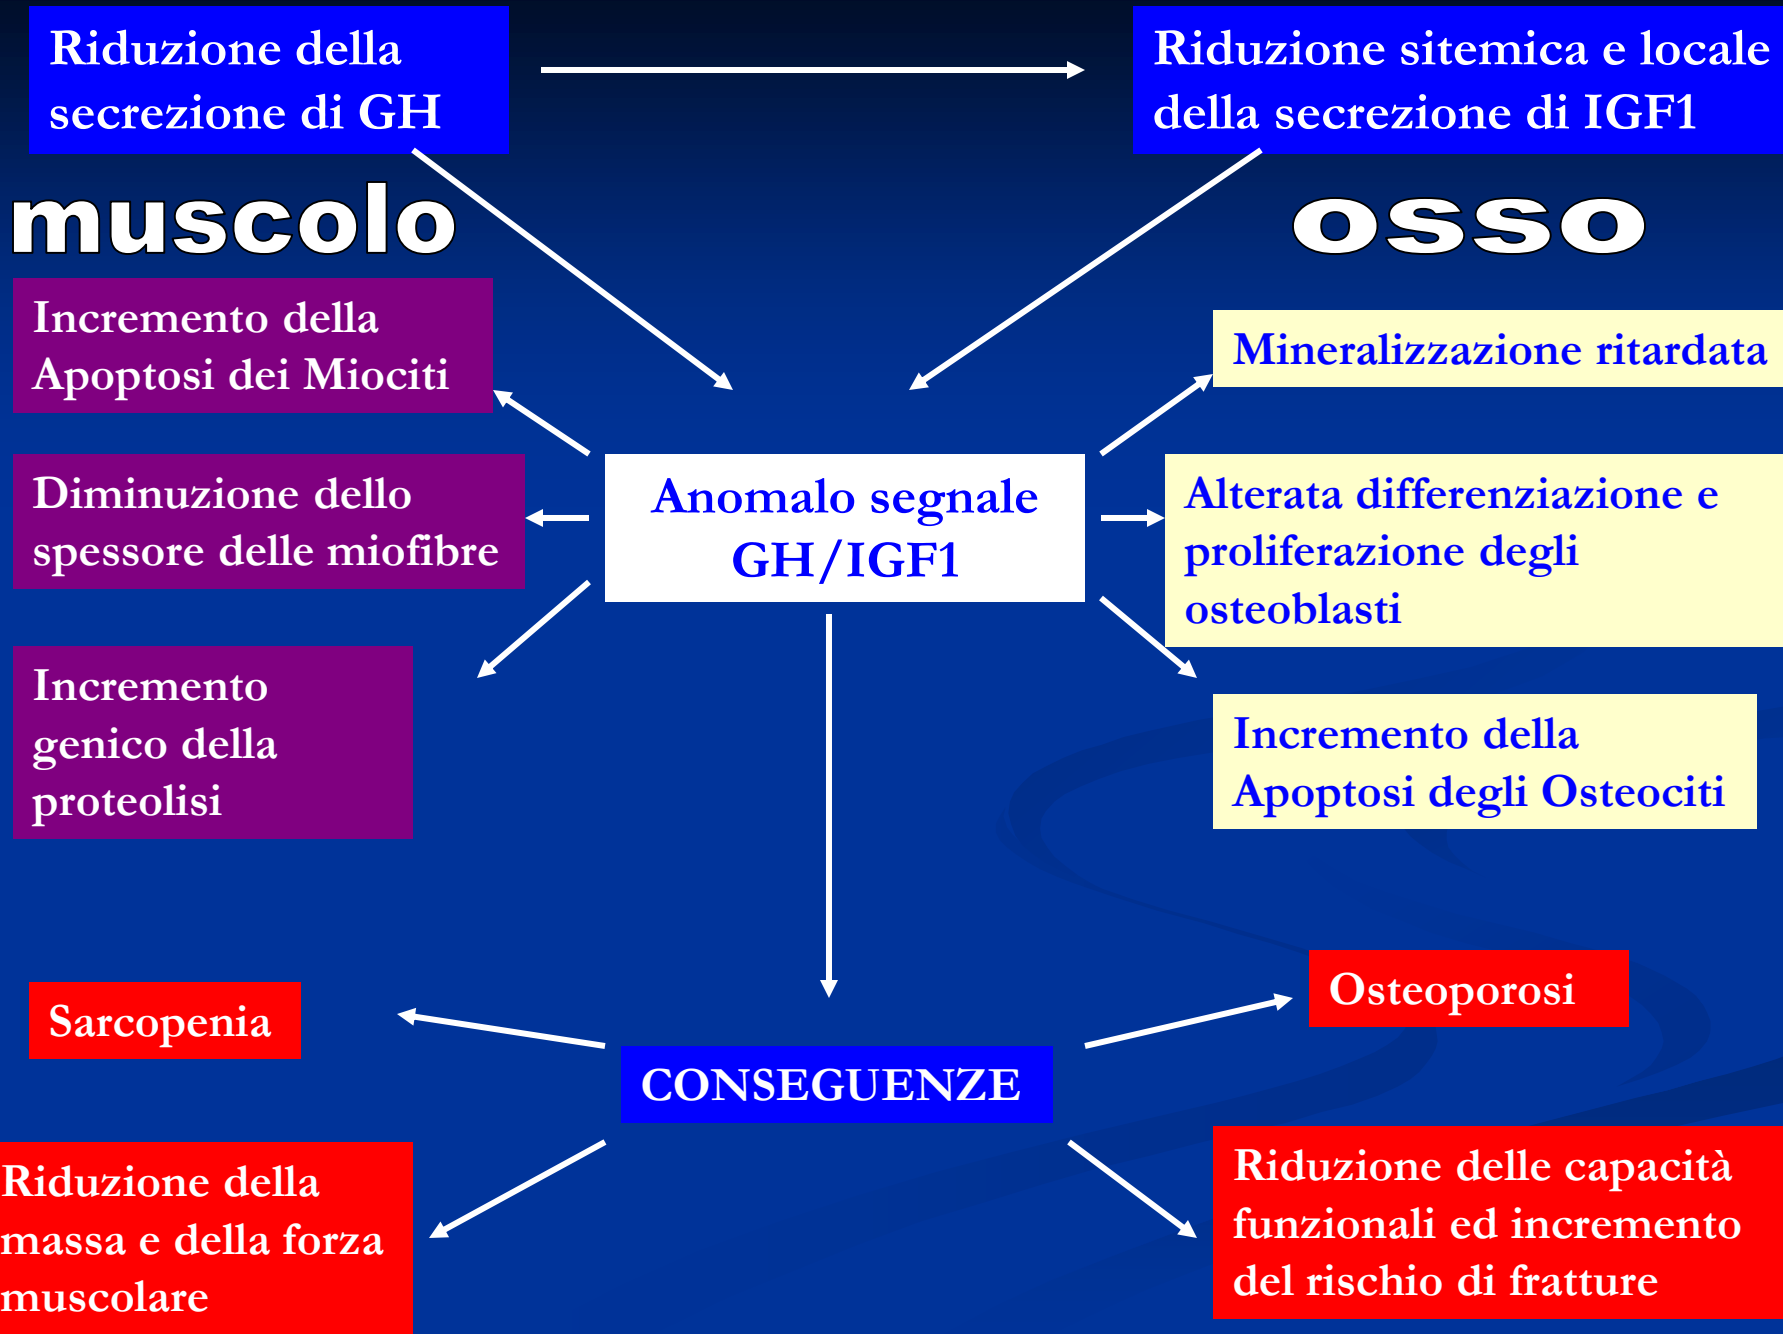 Riduzione della
secrezione di GH
Riduzione sitemica e locale
della secrezione di IGF1
muscolo
osso
Incremento della
Apoptosi dei Miociti
Mineralizzazione ritardata
Diminuzione dello
spessore delle miofibre
Anomalo segnale
GH/IGF1
Alterata differenziazione e
proliferazione degli
osteoblasti
Incremento
genico della
proteolisi
Incremento della
Apoptosi degli Osteociti
Sarcopenia
Osteoporosi
CONSEGUENZE
Riduzione della
massa e della forza
muscolare
Riduzione delle capacità
funzionali ed incremento
del rischio di fratture